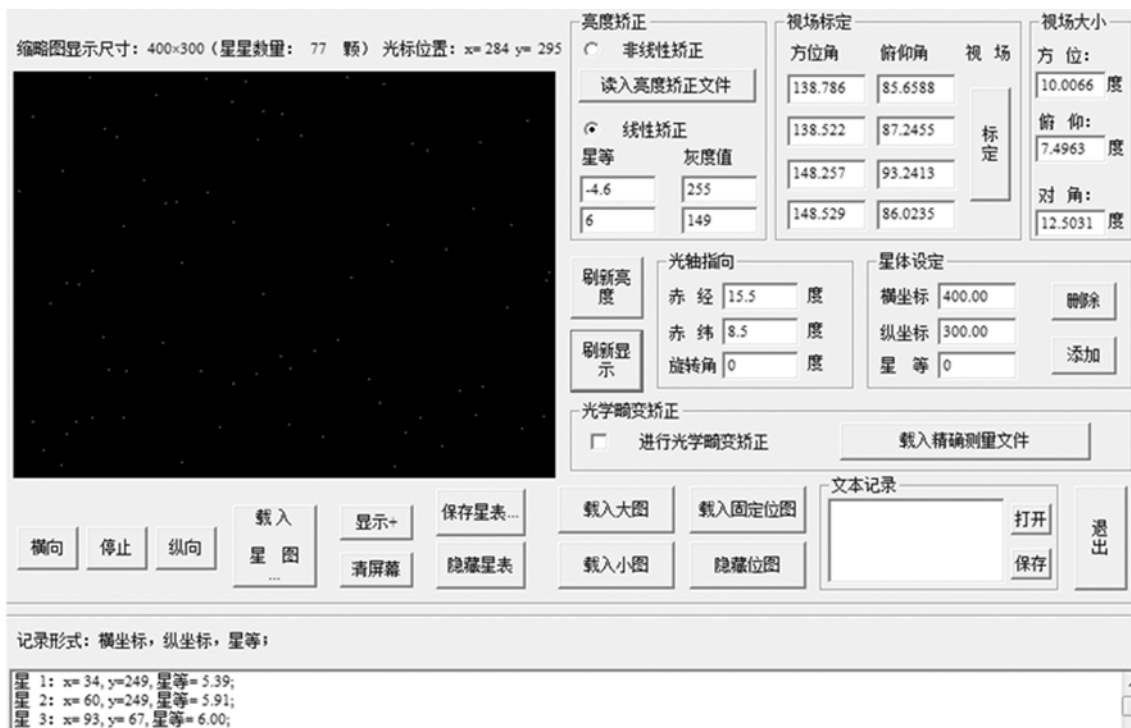 缩略图显示尺寸：400×300（星星数量： 77 颗）光标位置：x= 284 y= 295
亮度矫正
非线性矫正
读入亮度矫正文件
线性矫正
星等 灰度值
-4.6 255
6 149
视场标定
方位角 俯仰角 视 场
138.786 85.6588
138.522 87.2455
148.257 93.2413
148.529 86.0235
标定
视场大小
方 位：
10.0066 度
俯 仰：
7.4963 度
对 角：
12.5031 度
刷新亮度
刷新显示
光轴指向
赤 经 15.5 度
赤 纬 8.5 度
旋转角 0 度
星体设定
横坐标 400.00
纵坐标 300.00
星 等 0
删除
添加
光学畸变矫正
进行光学畸变矫正 载入精确测量文件
横向 停止 纵向
载入
星 图
...
显示+
清屏幕
保存星表...
隐藏星表
载入大图 载入固定位图
载入小图 隐藏位图
文本记录
打开
保存
退出
记录形式：横坐标，纵坐标，星等；
星 1：x= 34, y=249, 星等= 5.39;
星 2：x= 60, y=249, 星等= 5.91;
星 3：x= 93, y= 67, 星等= 6.00;